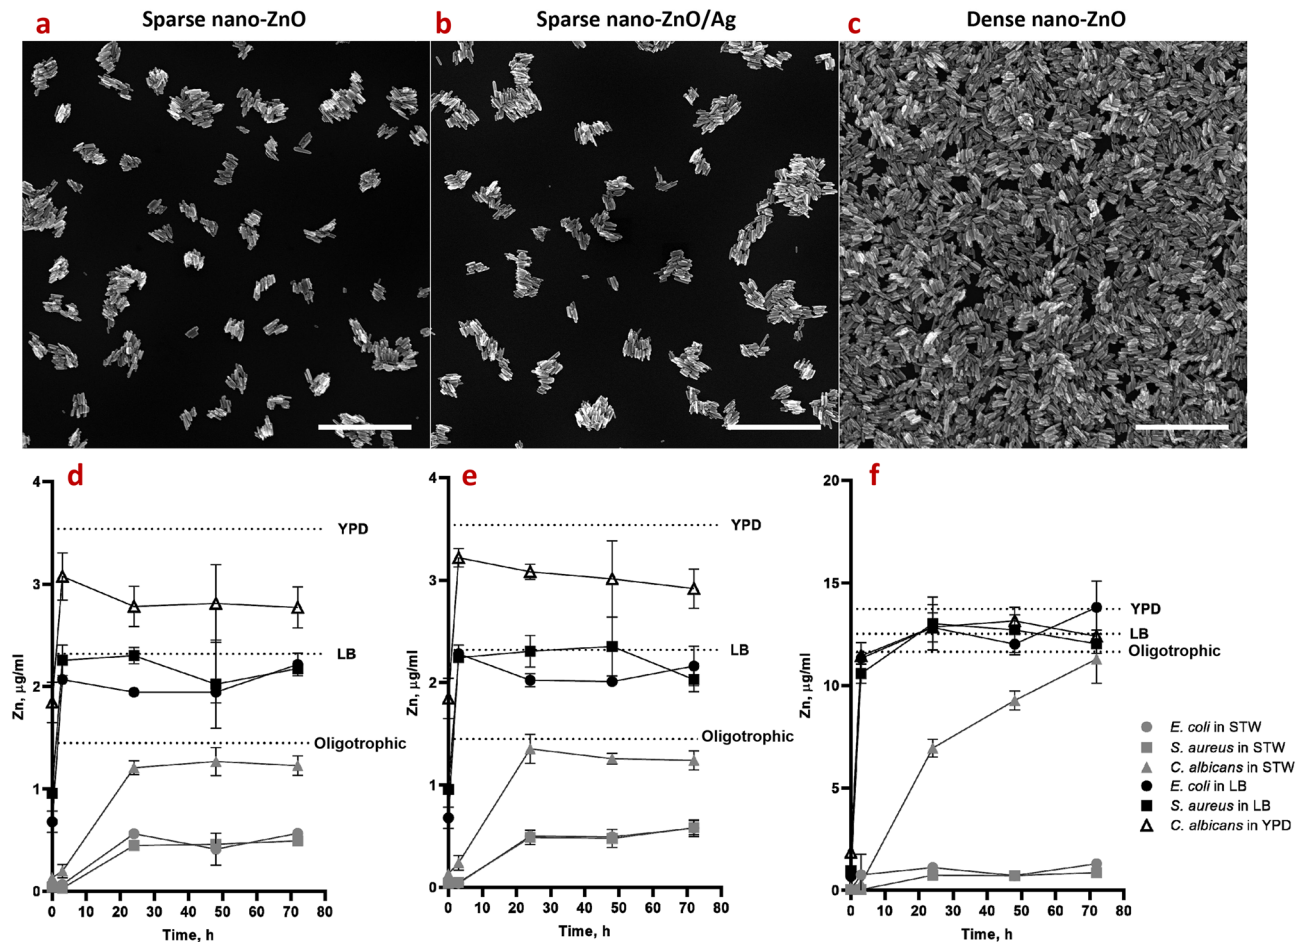 a Sparse nano-ZnO
b Sparse nano-ZnO/Ag
c Dense nano-ZnO
d
4
3
2
1
0
Zn, µg/ml
YPD
LB
Oligotrophic
0 10 20 30 40 50 60 70 80
Time, h
e
4
3
2
1
0
YPD
LB
Oligotrophic
0 10 20 30 40 50 60 70 80
Time, h
f
20
15
10
5
0
Zn, µg/ml
YPD
LB
Oligotrophic
0 10 20 30 40 50 60 70 80
Time, h
E. coli in STW
S. aureus in STW
C. albicans in STW
E. coli in LB
S. aureus in LB
C. albicans in YPD